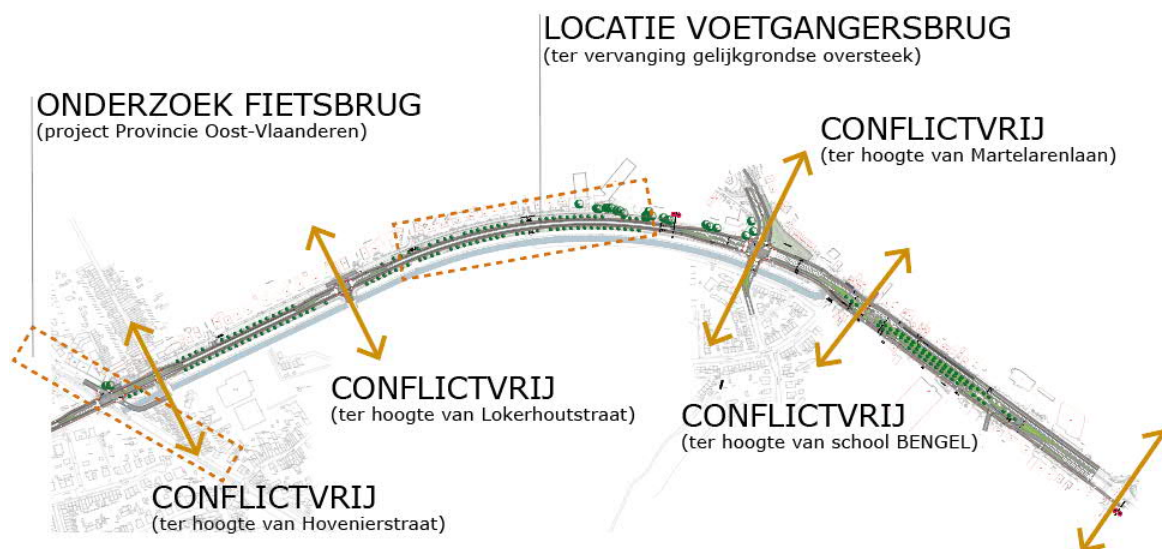 LOCATIE VOETGANGERSBRUG
(ter vervanging gelijkgrondse oversteek)
ONDERZOEK FIETSBRUG
(project Provincie Oost-Vlaanderen)
CONFLICTVRIJ
(ter hoogte van Martelarenlaan)
CONFLICTVRIJ
(ter hoogte van Lokerhoutstraat)
CONFLICTVRIJ
(ter hoogte van school BENGEL)
CONFLICTVRIJ
(ter hoogte van Hovenierstraat)